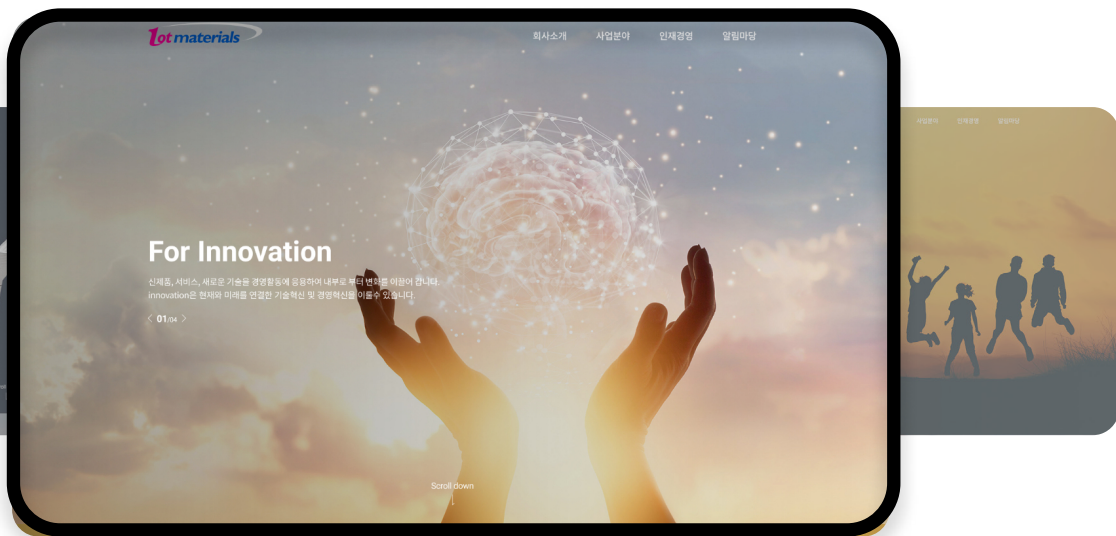 Lot materials
회사소개 사업분야 인재경영 알림마당
For Innovation
신제품, 서비스, 새로운 기술을 경영활동에 응용하여 내부로 부터 변화를 이끌어 갑니다.
innovation은 현재와 미래를 연결한 기술혁신 및 경영혁신을 이룰수 있습니다.
01/04
Scroll down
사업분야 인재경영 알림마당